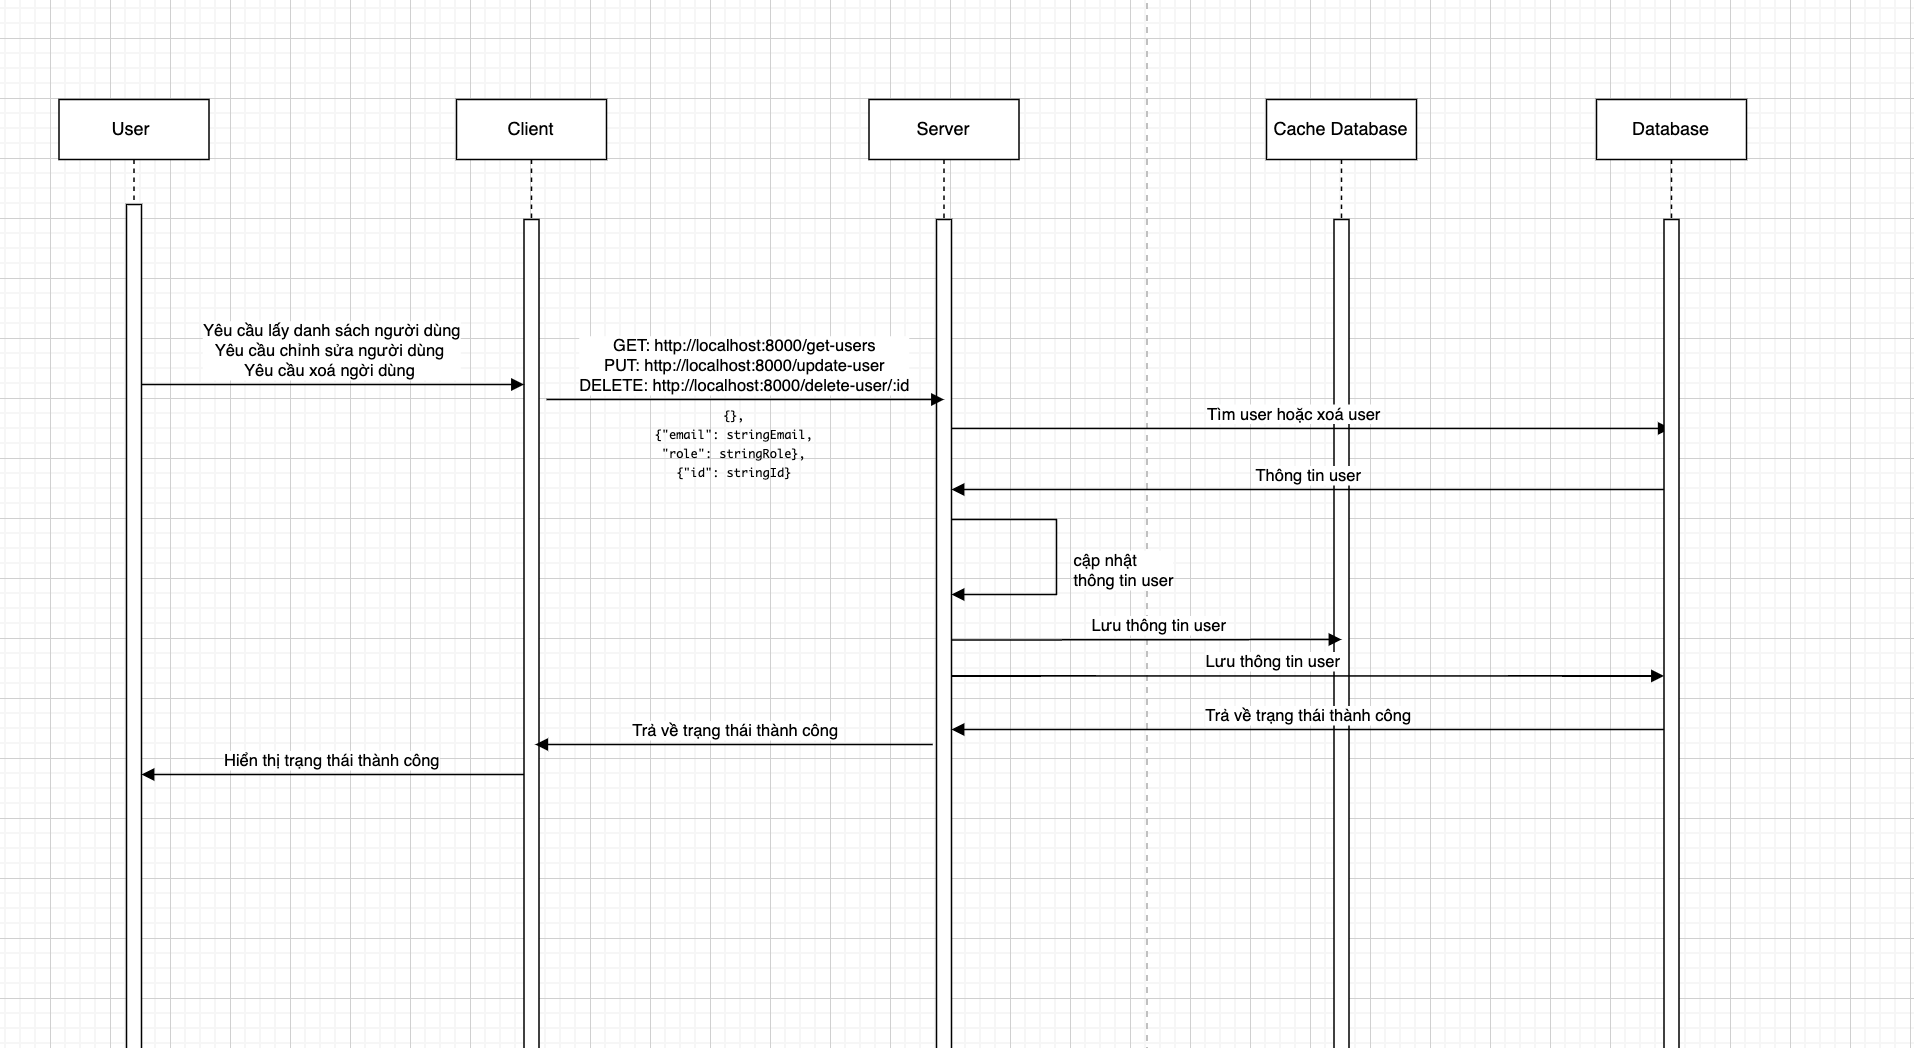 User
Client
Server
Cache Database
Database
Yêu cầu lấy danh sách người dùng
Yêu cầu chỉnh sửa người dùng
Yêu cầu xoá ngời dùng
GET: http://localhost:8000/get-users
PUT: http://localhost:8000/update-user
DELETE: http://localhost:8000/delete-user/:id
{},
{"email": stringEmail,
"role": stringRole},
{"id": stringId}
Tìm user hoặc xoá user
Thông tin user
cập nhật
thông tin user
Lưu thông tin user
Lưu thông tin user
Trả về trạng thái thành công
Trả về trạng thái thành công
Hiển thị trạng thái thành công